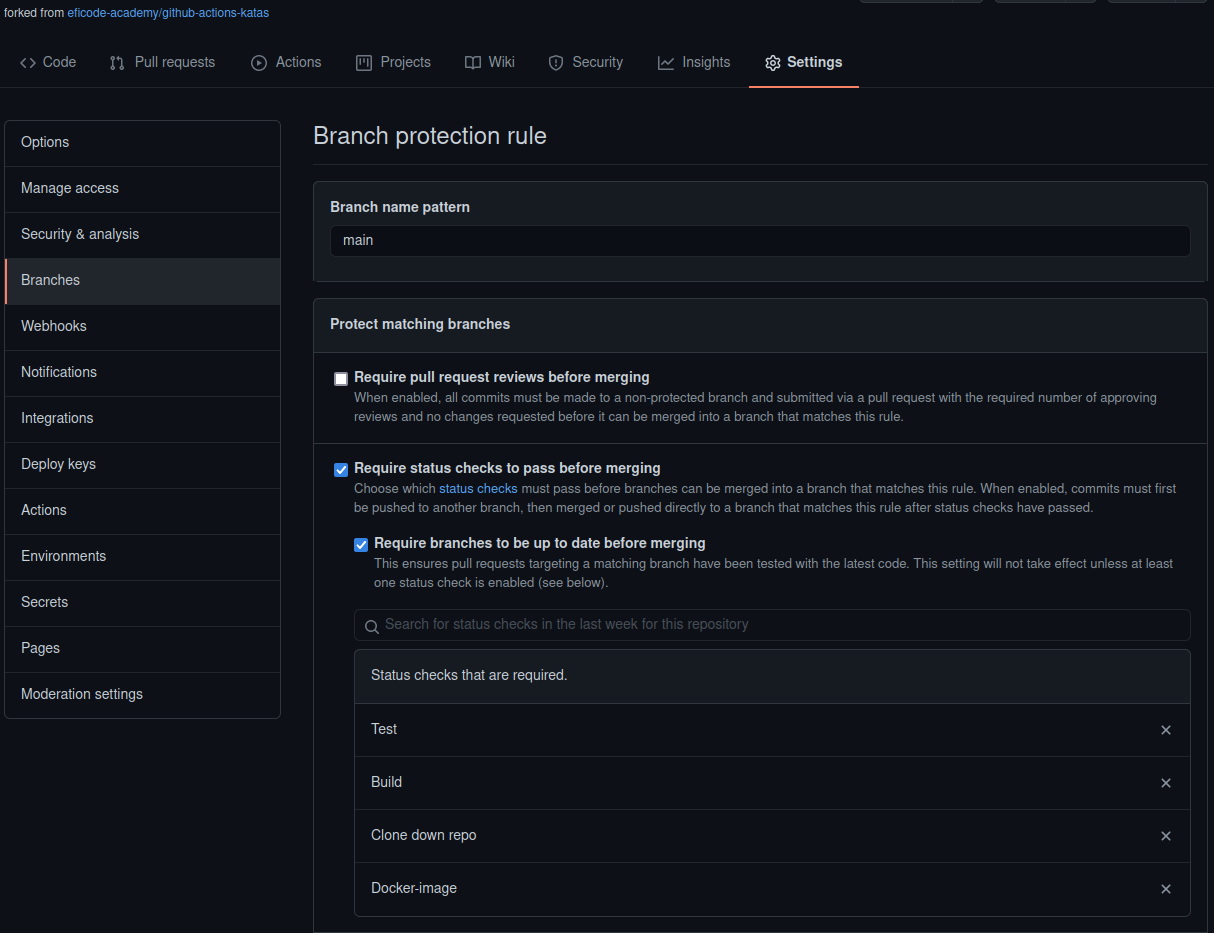 forked from eficode-academy/github-actions-katas
Code Pull requests Actions Projects Wiki Security Insights Settings
Options
Manage access
Security & analysis
Branches
Webhooks
Notifications
Integrations
Deploy keys
Actions
Environments
Secrets
Pages
Moderation settings
Branch protection rule
Branch name pattern
main
Protect matching branches
Require pull request reviews before merging
When enabled, all commits must be made to a non-protected branch and submitted via a pull request with the required number of approving
reviews and no changes requested before it can be merged into a branch that matches this rule.
Require status checks to pass before merging
Choose which status checks must pass before branches can be merged into a branch that matches this rule. When enabled, commits must first
be pushed to another branch, then merged or pushed directly to a branch that matches this rule after status checks have passed.
Require branches to be up to date before merging
This ensures pull requests targeting a matching branch have been tested with the latest code. This setting will not take effect unless at least
one status check is enabled (see below).
Search for status checks in the last week for this repository
Status checks that are required.
Test
Build
Clone down repo
Docker-image